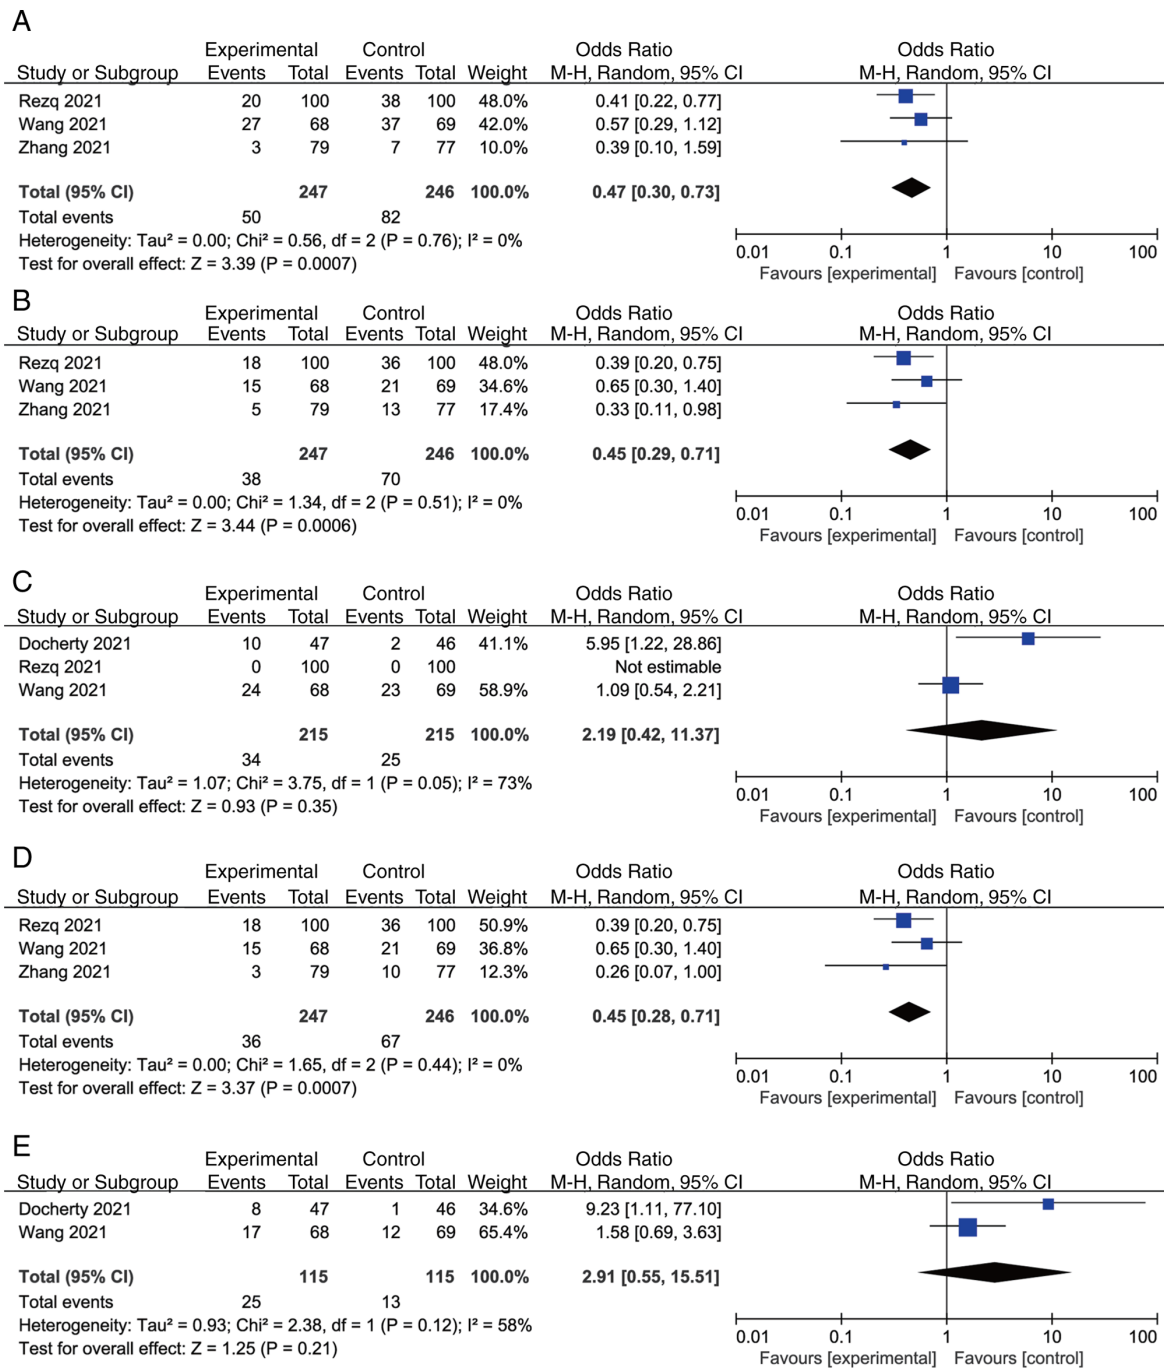 A
Experimental Control Odds Ratio Odds Ratio
Study or Subgroup Events Total Events Total Weight M-H, Random, 95% CI M-H, Random, 95% CI
Rezq 2021 20 100 38 100 48.0% 0.41 [0.22, 0.77]
Wang 2021 27 68 37 69 42.0% 0.57 [0.29, 1.12]
Zhang 2021 3 79 7 77 10.0% 0.39 [0.10, 1.59]
Total (95% CI) 247 246 100.0% 0.47 [0.30, 0.73]
Total events 50 82
Heterogeneity: Tau² = 0.00; Chi² = 0.56, df = 2 (P = 0.76); I² = 0%
Test for overall effect: Z = 3.39 (P = 0.0007)
0.01 0.1 1 10 100
Favours [experimental] Favours [control]
B
Experimental Control Odds Ratio Odds Ratio
Study or Subgroup Events Total Events Total Weight M-H, Random, 95% CI M-H, Random, 95% CI
Rezq 2021 18 100 36 100 48.0% 0.39 [0.20, 0.75]
Wang 2021 15 68 21 69 34.6% 0.65 [0.30, 1.40]
Zhang 2021 5 79 13 77 17.4% 0.33 [0.11, 0.98]
Total (95% CI) 247 246 100.0% 0.45 [0.29, 0.71]
Total events 38 70
Heterogeneity: Tau² = 0.00; Chi² = 1.34, df = 2 (P = 0.51); I² = 0%
Test for overall effect: Z = 3.44 (P = 0.0006)
0.01 0.1 1 10 100
Favours [experimental] Favours [control]
C
Experimental Control Odds Ratio Odds Ratio
Study or Subgroup Events Total Events Total Weight M-H, Random, 95% CI M-H, Random, 95% CI
Docherty 2021 10 47 2 46 41.1% 5.95 [1.22, 28.86]
Rezq 2021 0 100 0 100 Not estimable
Wang 2021 24 68 23 69 58.9% 1.09 [0.54, 2.21]
Total (95% CI) 215 215 100.0% 2.19 [0.42, 11.37]
Total events 34 25
Heterogeneity: Tau² = 1.07; Chi² = 3.75, df = 1 (P = 0.05); I² = 73%
Test for overall effect: Z = 0.93 (P = 0.35)
0.01 0.1 1 10 100
Favours [experimental] Favours [control]
D
Experimental Control Odds Ratio Odds Ratio
Study or Subgroup Events Total Events Total Weight M-H, Random, 95% CI M-H, Random, 95% CI
Rezq 2021 18 100 36 100 50.9% 0.39 [0.20, 0.75]
Wang 2021 15 68 21 69 36.8% 0.65 [0.30, 1.40]
Zhang 2021 3 79 10 77 12.3% 0.26 [0.07, 1.00]
Total (95% CI) 247 246 100.0% 0.45 [0.28, 0.71]
Total events 36 67
Heterogeneity: Tau² = 0.00; Chi² = 1.65, df = 2 (P = 0.44); I² = 0%
Test for overall effect: Z = 3.37 (P = 0.0007)
0.01 0.1 1 10 100
Favours [experimental] Favours [control]
E
Experimental Control Odds Ratio Odds Ratio
Study or Subgroup Events Total Events Total Weight M-H, Random, 95% CI M-H, Random, 95% CI
Docherty 2021 8 47 1 46 34.6% 9.23 [1.11, 77.10]
Wang 2021 17 68 12 69 65.4% 1.58 [0.69, 3.63]
Total (95% CI) 115 115 100.0% 2.91 [0.55, 15.51]
Total events 25 13
Heterogeneity: Tau² = 0.93; Chi² = 2.38, df = 1 (P = 0.12); I² = 58%
Test for overall effect: Z = 1.25 (P = 0.21)
0.01 0.1 1 10 100
Favours [experimental] Favours [control]